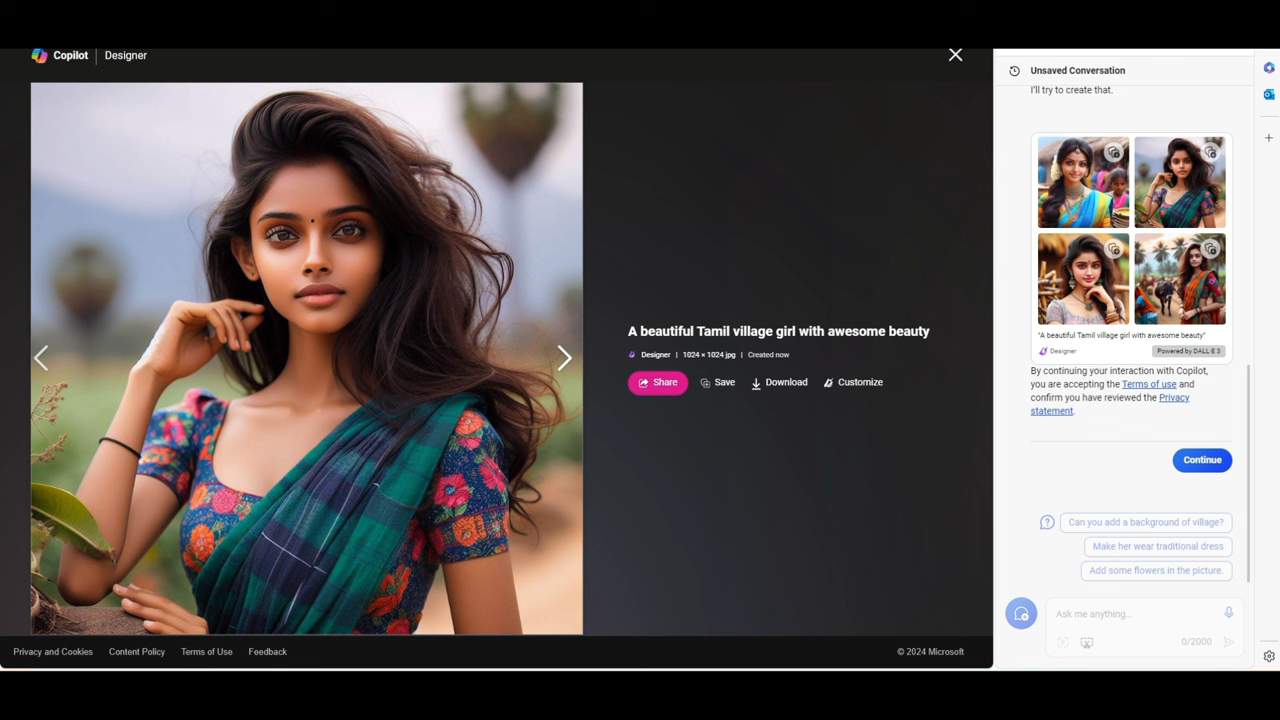 Copilot | Designer
A beautiful Tamil village girl with awesome beauty
Designer | 1024 × 1024 jpg | Created now
Share Save Download Customize
Privacy and Cookies Content Policy Terms of Use Feedback © 2024 Microsoft
Unsaved Conversation
I'll try to create that.
"A beautiful Tamil village girl with awesome beauty"
Designer Powered by DALL·E 3
By continuing your interaction with Copilot,
you are accepting the Terms of use and
confirm you have reviewed the Privacy
statement.
Continue
Can you add a background of village?
Make her wear traditional dress
Add some flowers in the picture.
Ask me anything...
0/2000